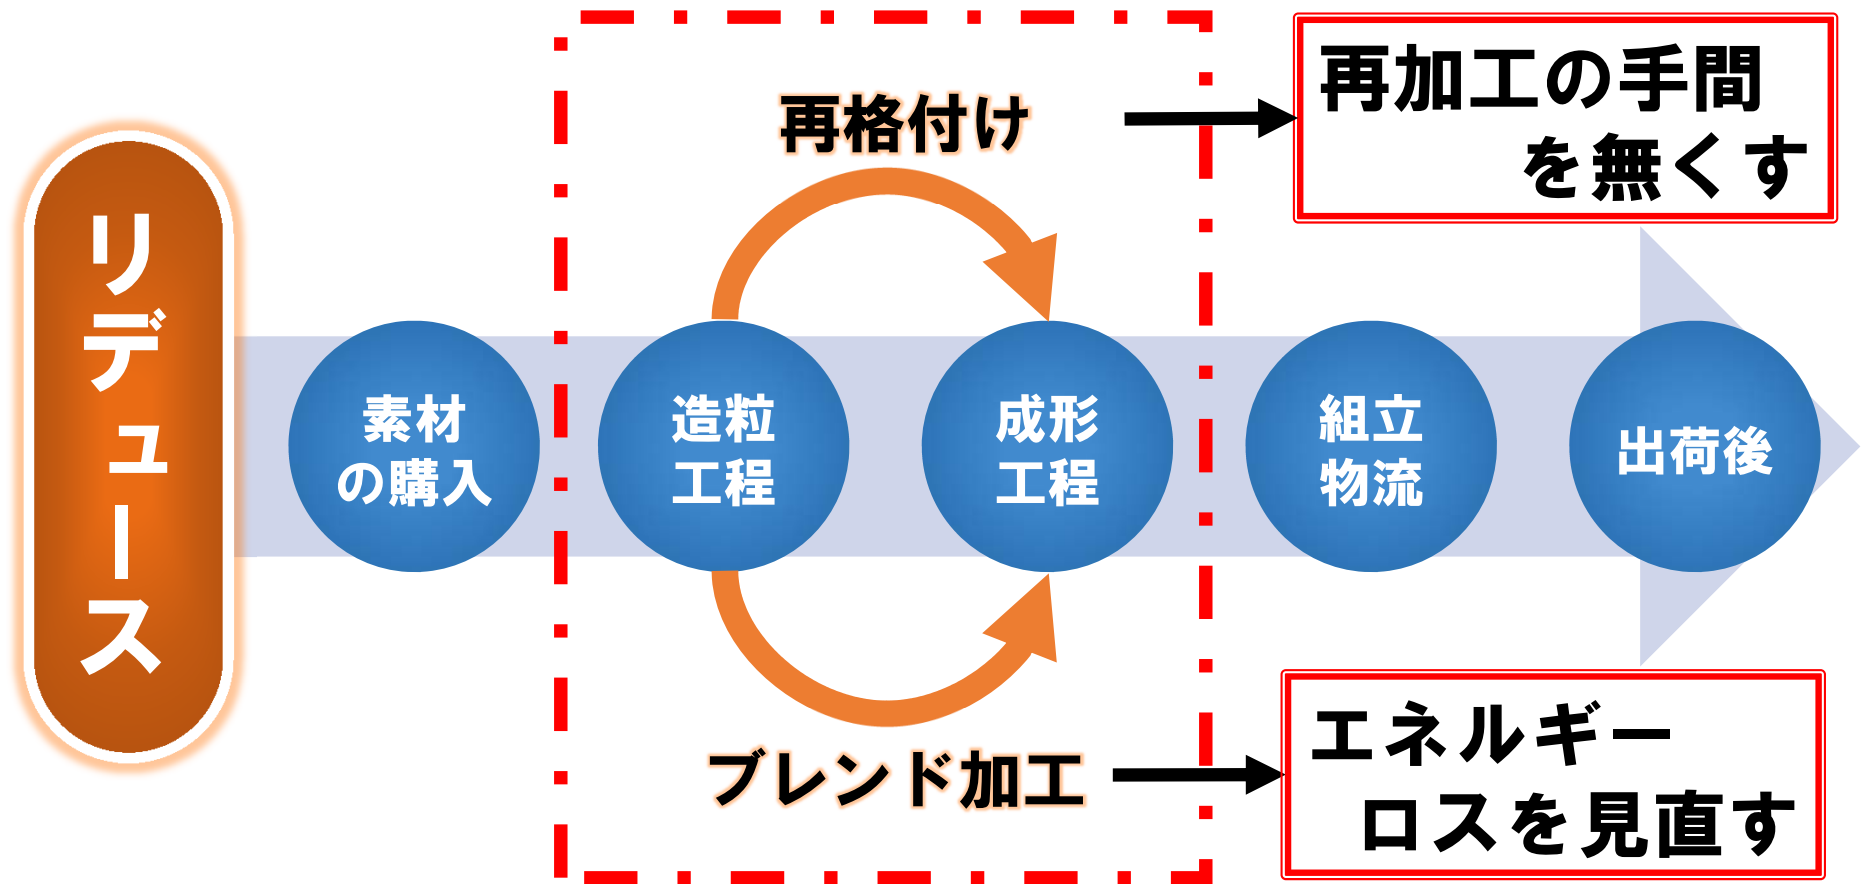 リデュース
再格付け
再加工の手間
を無くす
素材
の購入
造粒
工程
成形
工程
組立
物流
出荷後
ブレンド加工
エネルギー
ロスを見直す